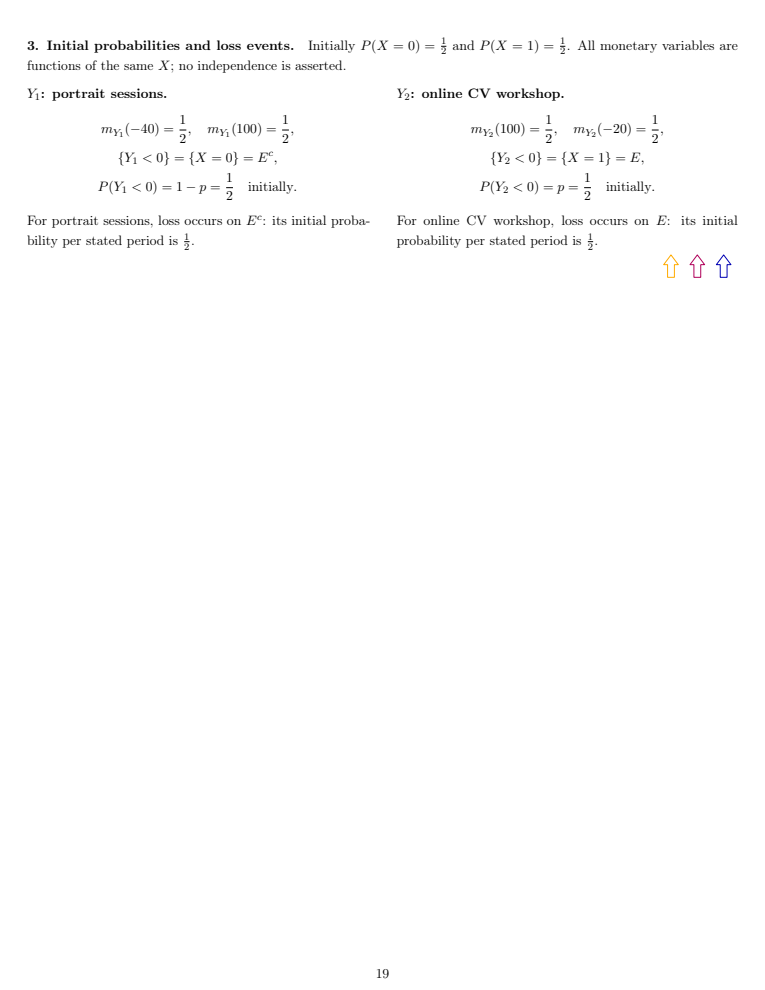 3. Initial probabilities and loss events. Initially P(X = 0) = 1/2 and P(X = 1) = 1/2. All monetary variables are
functions of the same X; no independence is asserted.
Y₁: portrait sessions.
m_{Y₁}(−40) = 1/2, m_{Y₁}(100) = 1/2,
{Y₁ < 0} = {X = 0} = Eᶜ,
P(Y₁ < 0) = 1 − p = 1/2 initially.
For portrait sessions, loss occurs on Eᶜ: its initial proba-
bility per stated period is 1/2.
Y₂: online CV workshop.
m_{Y₂}(100) = 1/2, m_{Y₂}(−20) = 1/2,
{Y₂ < 0} = {X = 1} = E,
P(Y₂ < 0) = p = 1/2 initially.
For online CV workshop, loss occurs on E: its initial
probability per stated period is 1/2.
19